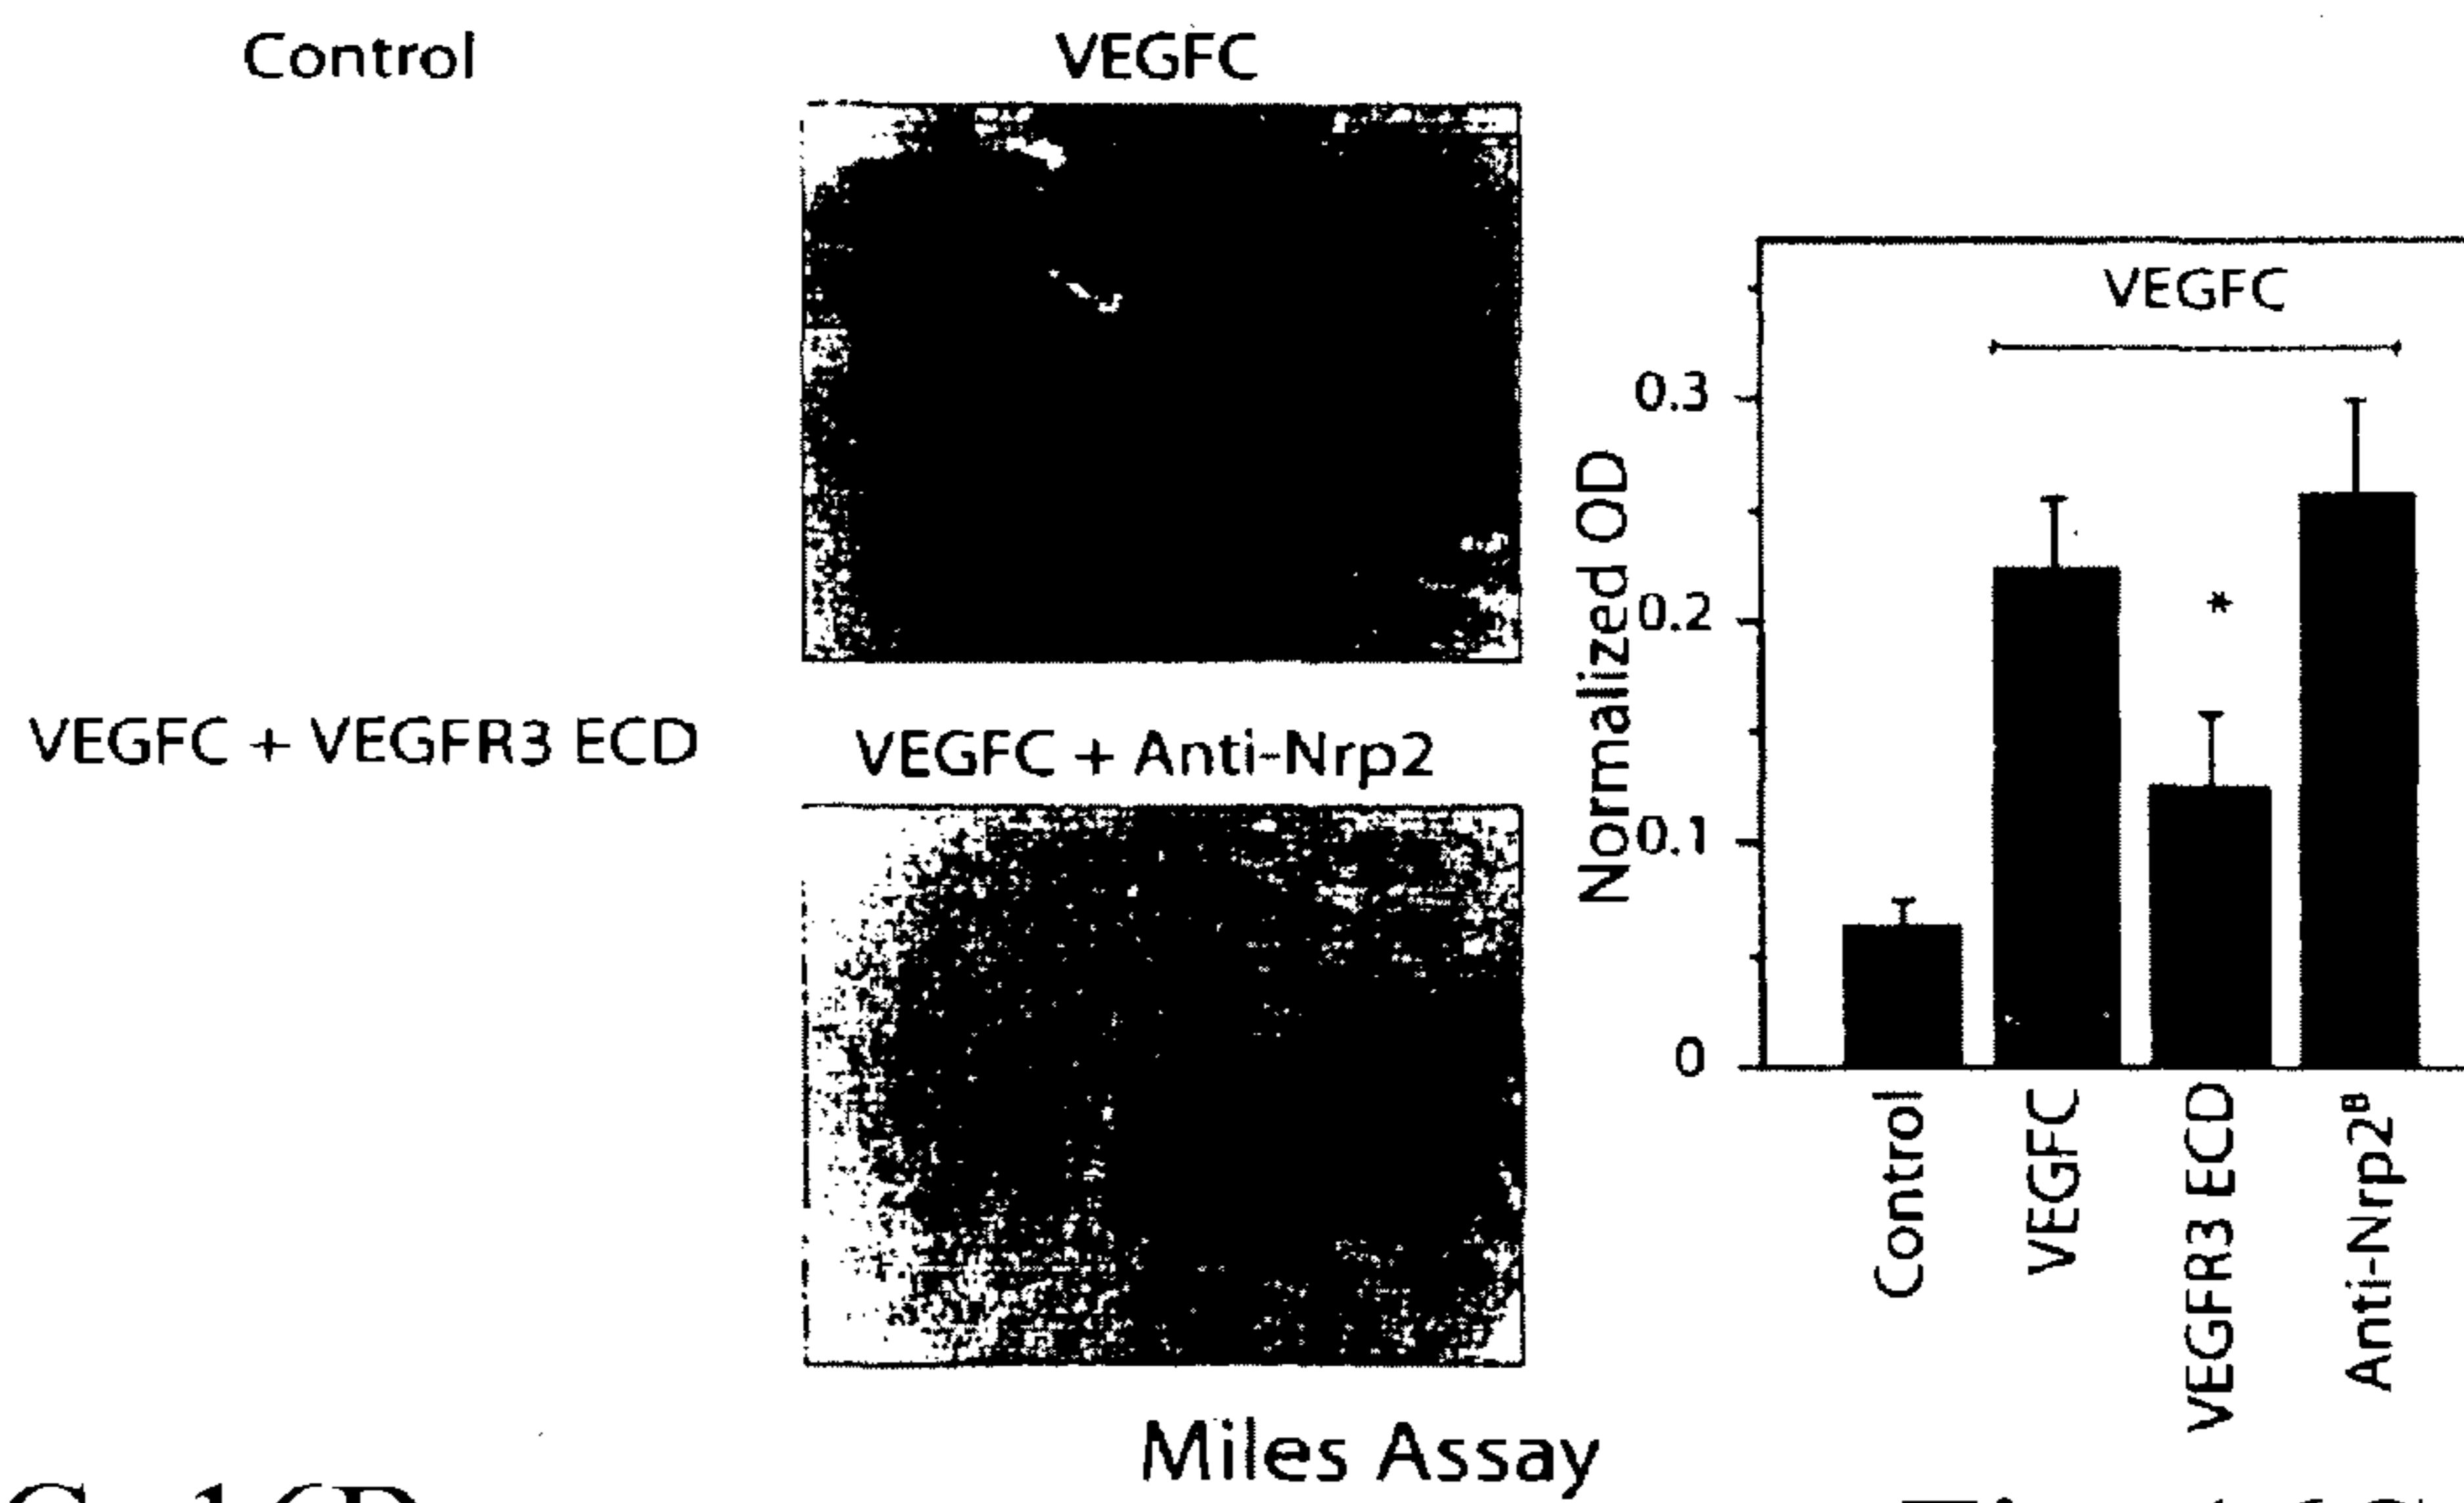 Control
VEGFC
VEGFC + VEGFR3 ECD
VEGFC + Anti-Nrp2
Miles Assay
Normalized OD
VEGFC
0.3
0.2
*
0.1
0
Control
VEGFC
VEGFR3 ECD
Anti-Nrp2ᴮ